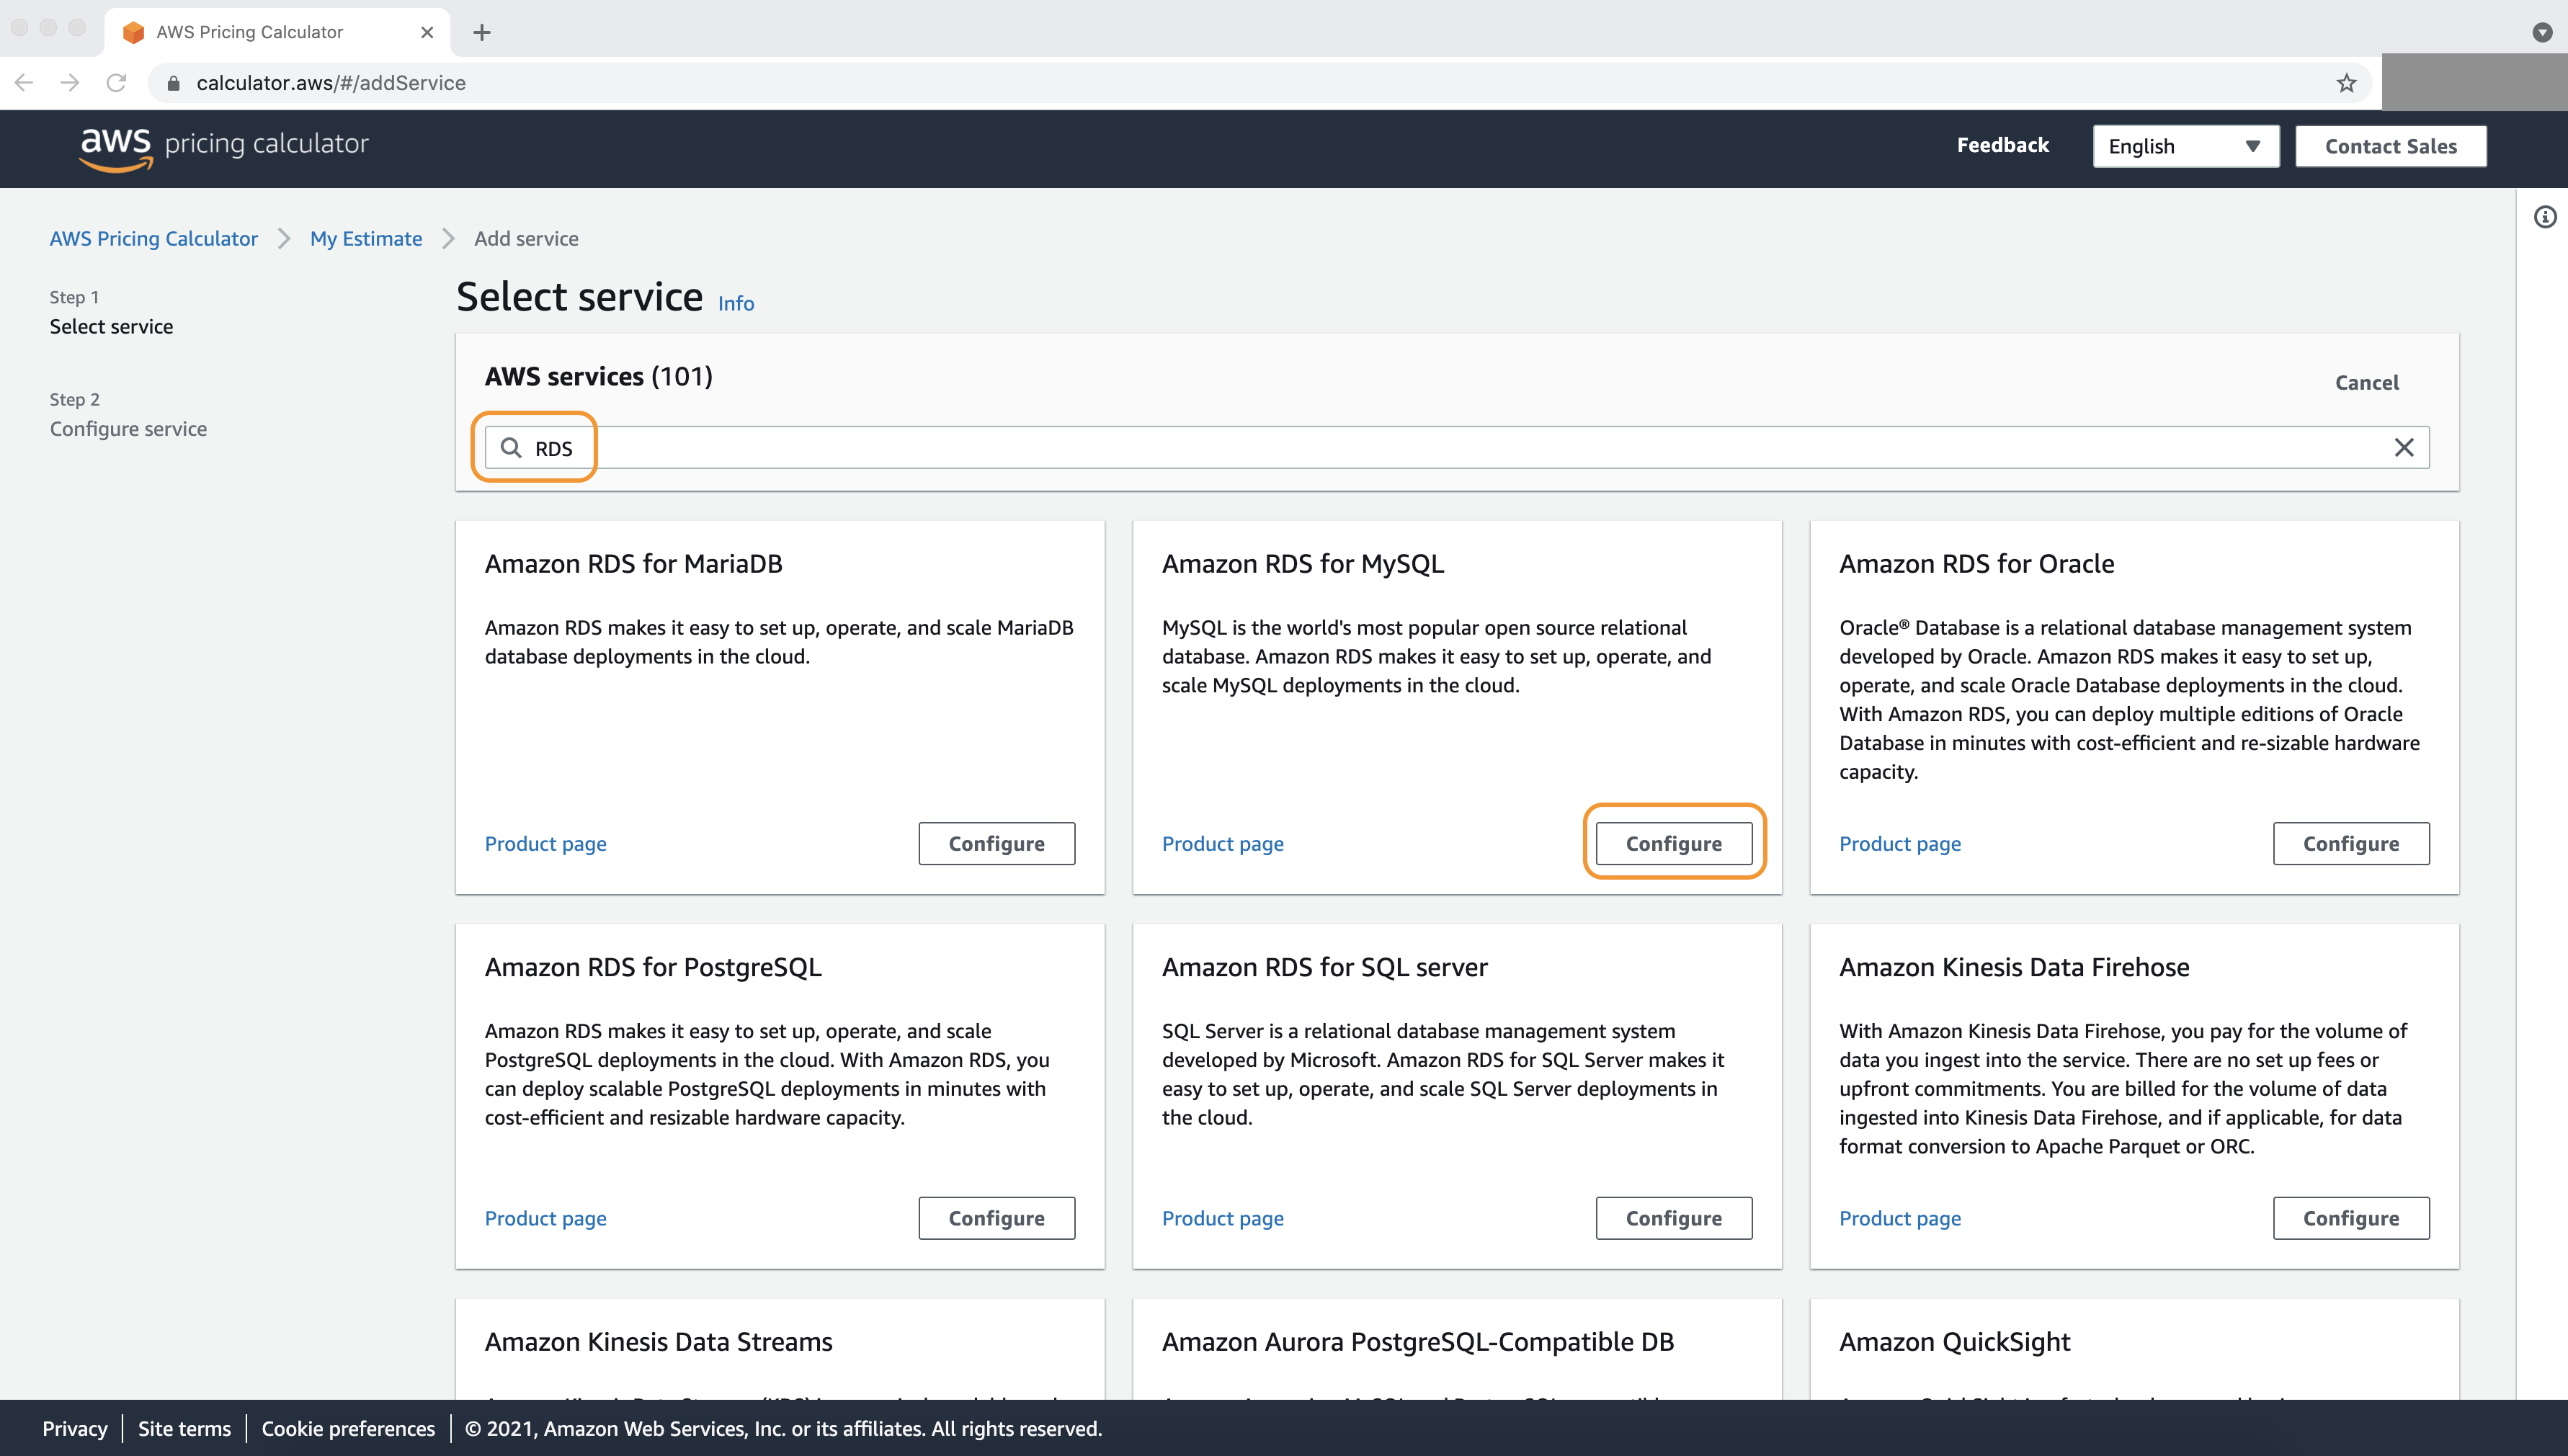 AWS Pricing Calculator
calculator.aws/#/addService
aws pricing calculator
Feedback
English
Contact Sales
AWS Pricing Calculator
My Estimate
Add service
Step 1
Select service
Step 2
Configure service
Select service Info
AWS services (101)
Cancel
RDS
Amazon RDS for MariaDB
Amazon RDS makes it easy to set up, operate, and scale MariaDB
database deployments in the cloud.
Product page
Configure
Amazon RDS for MySQL
MySQL is the world's most popular open source relational
database. Amazon RDS makes it easy to set up, operate, and
scale MySQL deployments in the cloud.
Product page
Configure
Amazon RDS for Oracle
Oracle® Database is a relational database management system
developed by Oracle. Amazon RDS makes it easy to set up,
operate, and scale Oracle Database deployments in the cloud.
With Amazon RDS, you can deploy multiple editions of Oracle
Database in minutes with cost-efficient and re-sizable hardware
capacity.
Product page
Configure
Amazon RDS for PostgreSQL
Amazon RDS makes it easy to set up, operate, and scale
PostgreSQL deployments in the cloud. With Amazon RDS, you
can deploy scalable PostgreSQL deployments in minutes with
cost-efficient and resizable hardware capacity.
Product page
Configure
Amazon RDS for SQL server
SQL Server is a relational database management system
developed by Microsoft. Amazon RDS for SQL Server makes it
easy to set up, operate, and scale SQL Server deployments in
the cloud.
Product page
Configure
Amazon Kinesis Data Firehose
With Amazon Kinesis Data Firehose, you pay for the volume of
data you ingest into the service. There are no set up fees or
upfront commitments. You are billed for the volume of data
ingested into Kinesis Data Firehose, and if applicable, for data
format conversion to Apache Parquet or ORC.
Product page
Configure
Amazon Kinesis Data Streams
Amazon Aurora PostgreSQL-Compatible DB
Amazon QuickSight
Privacy
Site terms
Cookie preferences
© 2021, Amazon Web Services, Inc. or its affiliates. All rights reserved.